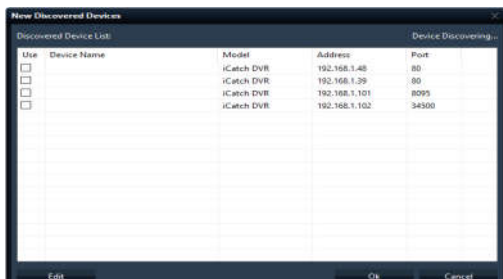 New Discovered Devices
Discovered Device List: Device Discovering...
Use Device Name Model Address Port
iCatch DVR 192.168.1.48 80
iCatch DVR 192.168.1.39 80
iCatch DVR 192.168.1.101 8095
iCatch DVR 192.168.1.102 34500
Edit Ok Cancel